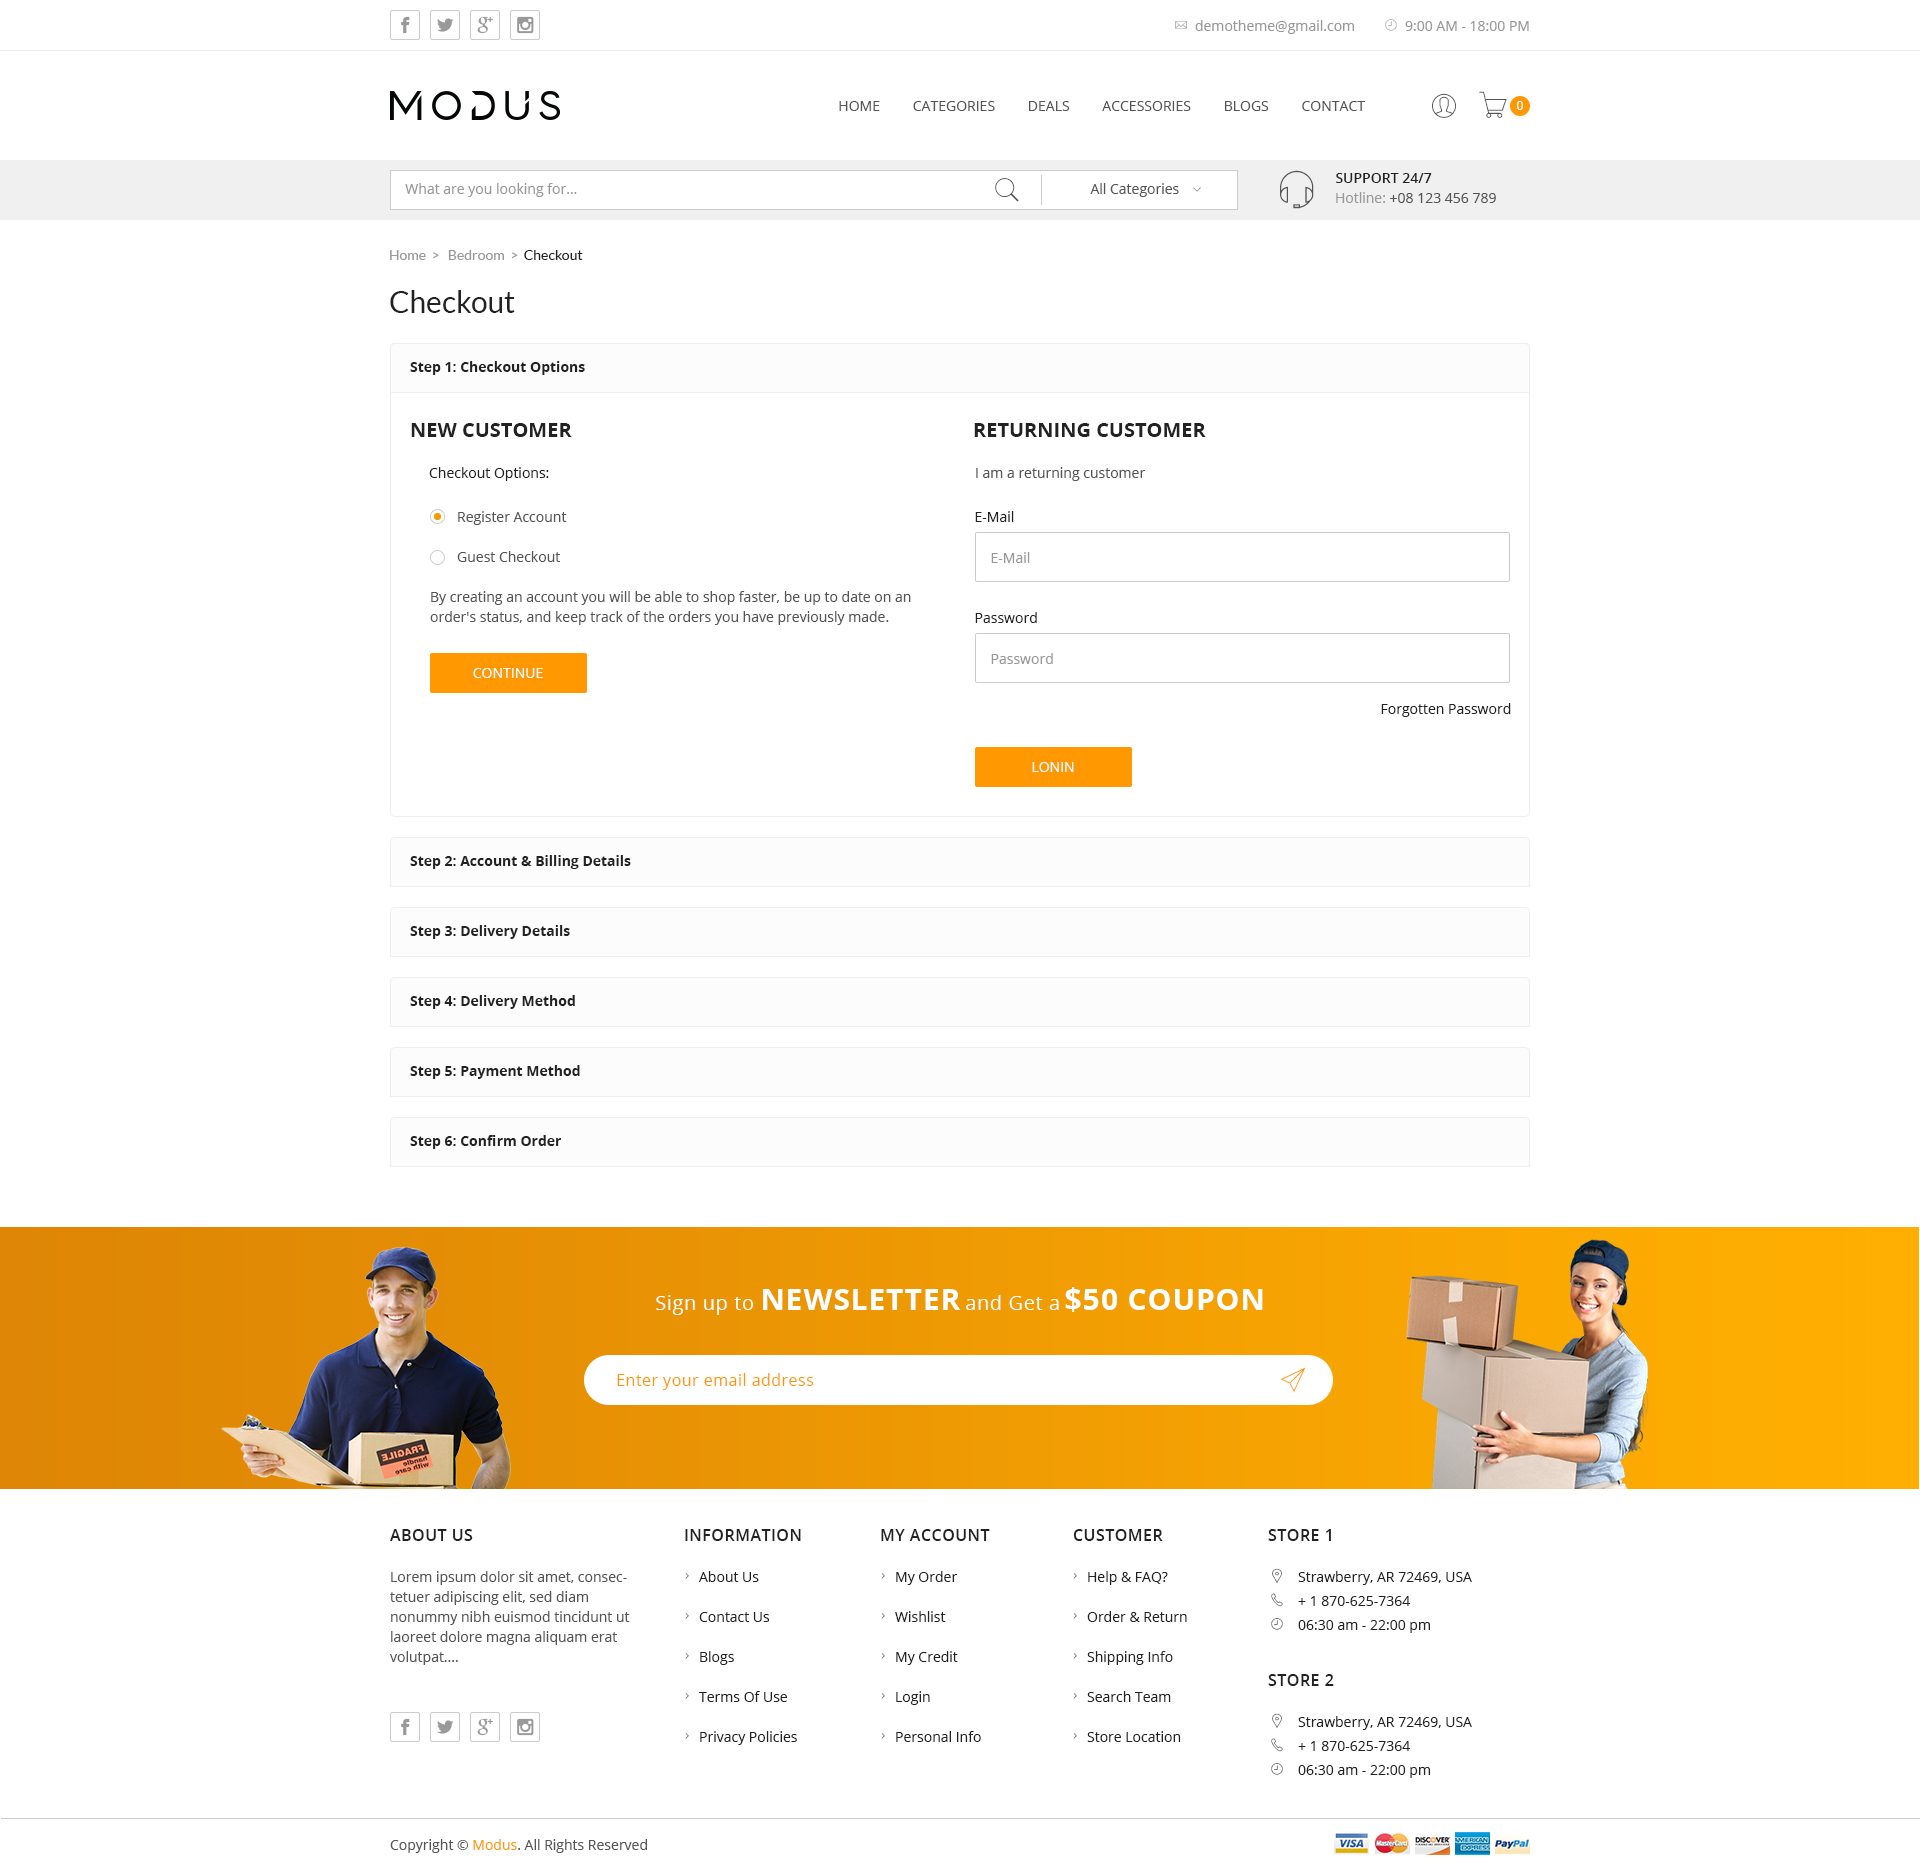 demotheme@gmail.com 9:00 AM - 18:00 PM
MODUS HOME CATEGORIES DEALS ACCESSORIES BLOGS CONTACT 0
What are you looking for... All Categories
SUPPORT 24/7
Hotline: +08 123 456 789
Home > Bedroom > Checkout
Checkout
Step 1: Checkout Options
NEW CUSTOMER
Checkout Options:
Register Account
Guest Checkout
By creating an account you will be able to shop faster, be up to date on an
order's status, and keep track of the orders you have previously made.
CONTINUE
RETURNING CUSTOMER
I am a returning customer
E-Mail
E-Mail
Password
Password
Forgotten Password
LONIN
Step 2: Account & Billing Details
Step 3: Delivery Details
Step 4: Delivery Method
Step 5: Payment Method
Step 6: Confirm Order
Sign up to NEWSLETTER and Get a $50 COUPON
Enter your email address
FRAGILE
handle
with care
ABOUT US
Lorem ipsum dolor sit amet, consec-
tetuer adipiscing elit, sed diam
nonummy nibh euismod tincidunt ut
laoreet dolore magna aliquam erat
volutpat....
INFORMATION
About Us
Contact Us
Blogs
Terms Of Use
Privacy Policies
MY ACCOUNT
My Order
Wishlist
My Credit
Login
Personal Info
CUSTOMER
Help & FAQ?
Order & Return
Shipping Info
Search Team
Store Location
STORE 1
Strawberry, AR 72469, USA
+ 1 870-625-7364
06:30 am - 22:00 pm
STORE 2
Strawberry, AR 72469, USA
+ 1 870-625-7364
06:30 am - 22:00 pm
Copyright © Modus. All Rights Reserved
VISA MasterCard DISCOVER AMERICAN EXPRESS PayPal